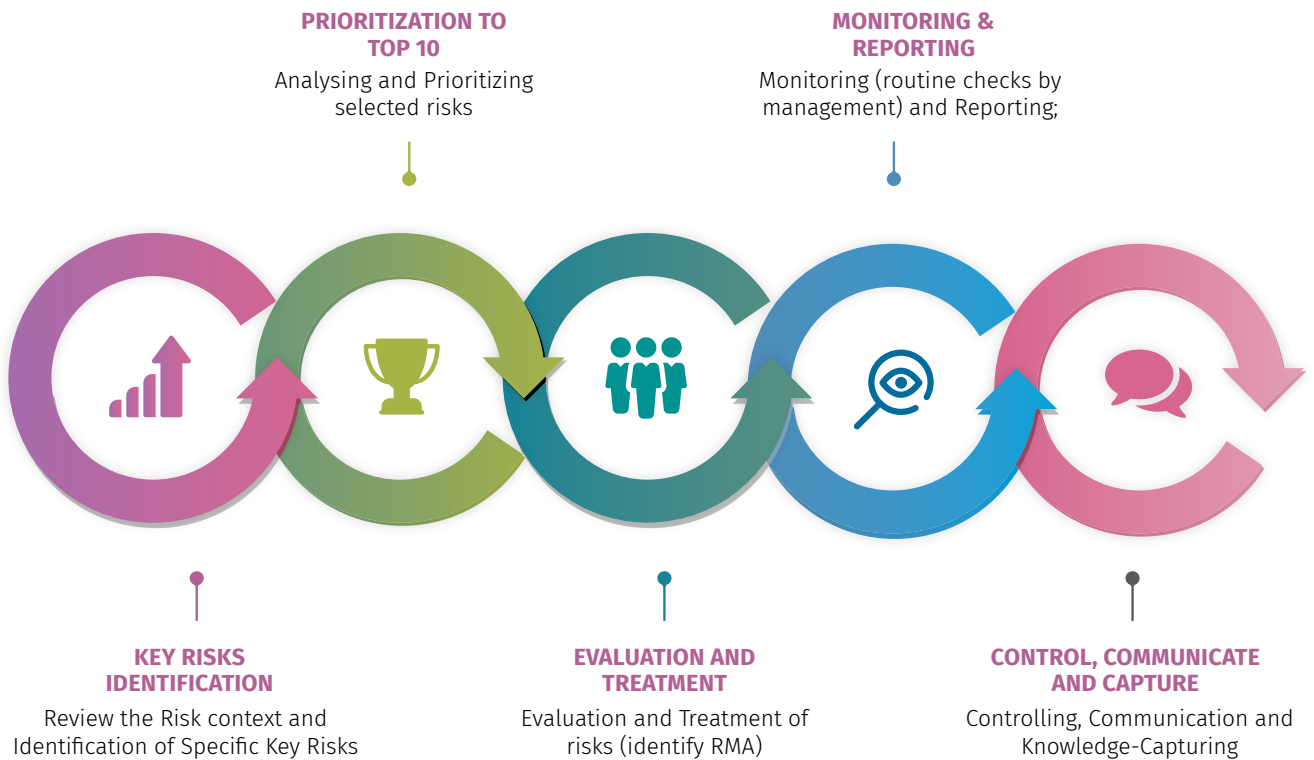 PRIORITIZATION TO
TOP 10
Analysing and Prioritizing
selected risks
MONITORING &
REPORTING
Monitoring (routine checks by
management) and Reporting;
KEY RISKS
IDENTIFICATION
Review the Risk context and
Identification of Specific Key Risks
EVALUATION AND
TREATMENT
Evaluation and Treatment of
risks (identify RMA)
CONTROL, COMMUNICATE
AND CAPTURE
Controlling, Communication and
Knowledge-Capturing